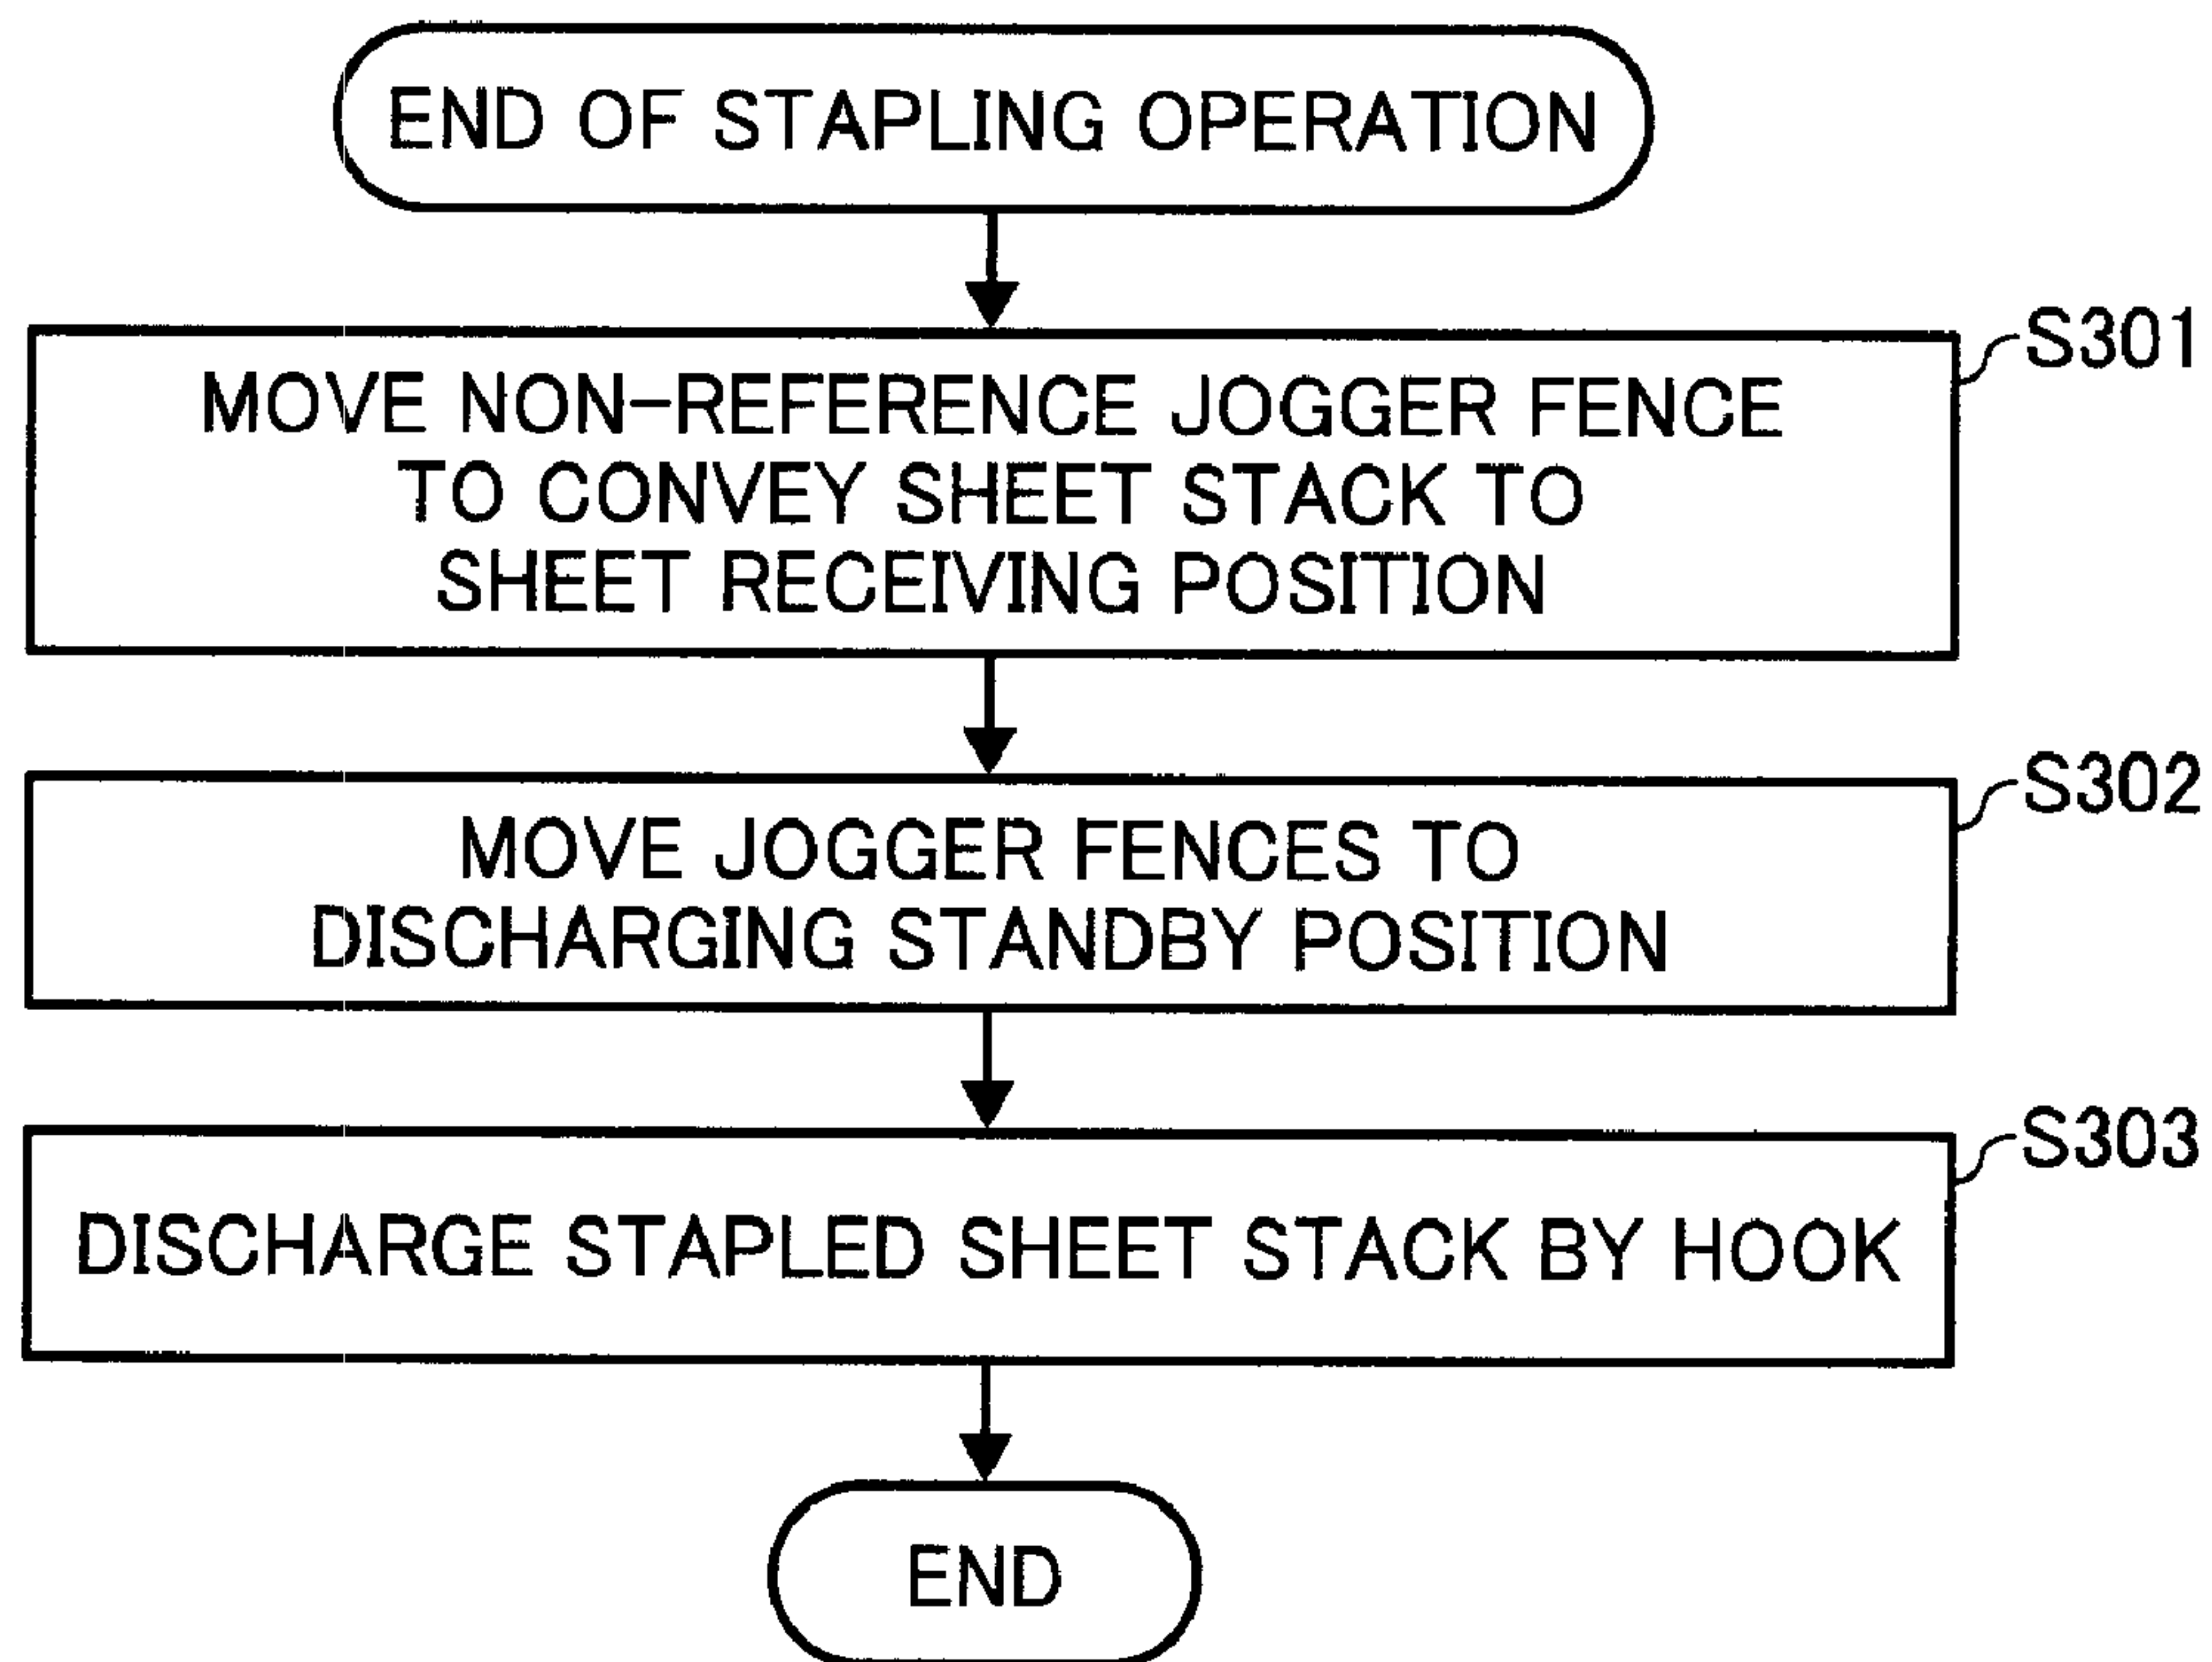 END OF STAPLING OPERATION
S301
MOVE NON-REFERENCE JOGGER FENCE
TO CONVEY SHEET STACK TO
SHEET RECEIVING POSITION
S302
MOVE JOGGER FENCES TO
DISCHARGING STANDBY POSITION
S303
DISCHARGE STAPLED SHEET STACK BY HOOK
END